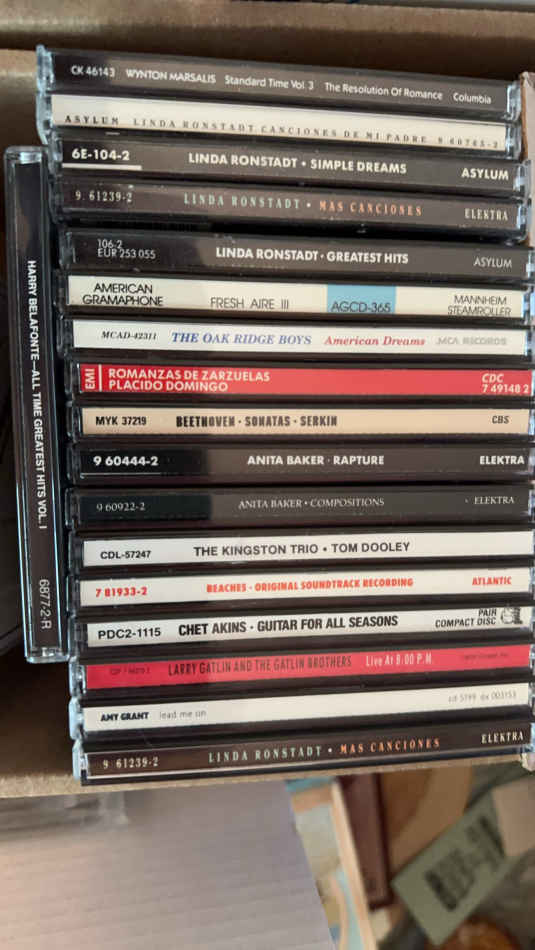 CK 46143 WYNTON MARSALIS Standard Time Vol. 3 The Resolution Of Romance Columbia
ASYLUM LINDA RONSTADT CANCIONES DE MI PADRE 9 60765-2
6E-104-2 LINDA RONSTADT • SIMPLE DREAMS ASYLUM
9 61239-2 LINDA RONSTADT • MAS CANCIONES ELEKTRA
106-2
EUR 253 055 LINDA RONSTADT · GREATEST HITS ASYLUM
AMERICAN
GRAMAPHONE FRESH AIRE III AGCD-365 MANNHEIM
STEAMROLLER
MCAD-42311 THE OAK RIDGE BOYS American Dreams MCA RECORDS
EMI ROMANZAS DE ZARZUELAS CDC
PLACIDO DOMINGO 7 49148 2
MYK 37219 BEETHOVEN · SONATAS · SERKIN CBS
9 60444-2 ANITA BAKER · RAPTURE ELEKTRA
9 60922-2 ANITA BAKER • COMPOSITIONS ELEKTRA
CDL-57247 THE KINGSTON TRIO • TOM DOOLEY
7 81933-2 BEACHES · ORIGINAL SOUNDTRACK RECORDING ATLANTIC
PDC2-1115 CHET AKINS · GUITAR FOR ALL SEASONS PAIR
COMPACT DISC
LARRY GATLIN AND THE GATLIN BROTHERS Live At 8:00 P.M.
AMY GRANT lead me on cd 5199 dx 003153
9 61239-2 LINDA RONSTADT • MAS CANCIONES ELEKTRA
HARRY BELAFONTE—ALL TIME GREATEST HITS VOL. I 6877-2-R